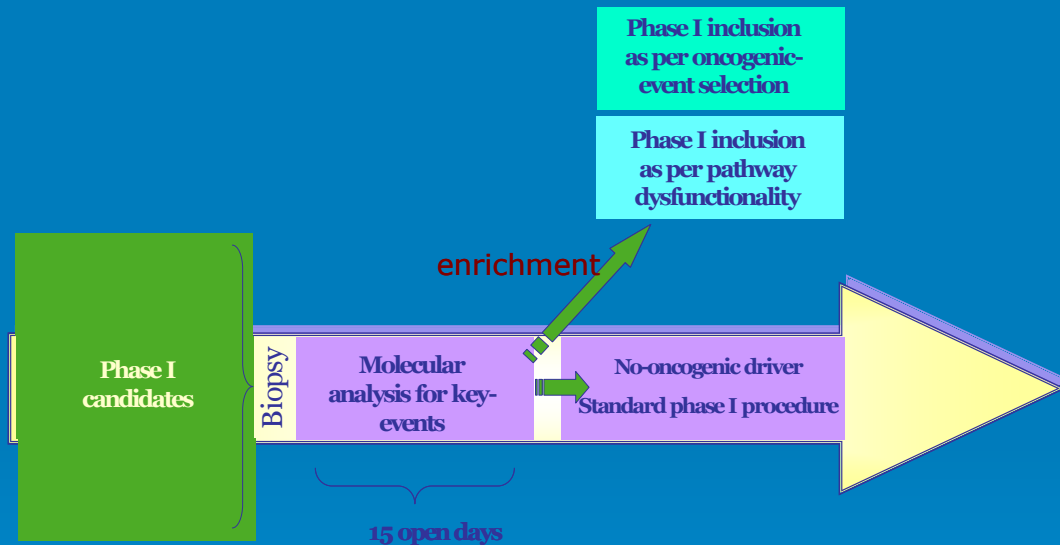 Phase I inclusion
as per oncogenic-
event selection
Phase I inclusion
as per pathway
dysfunctionality
enrichment
Phase I
candidates
Biopsy
Molecular
analysis for key-
events
No-oncogenic driver
Standard phase I procedure
15 open days